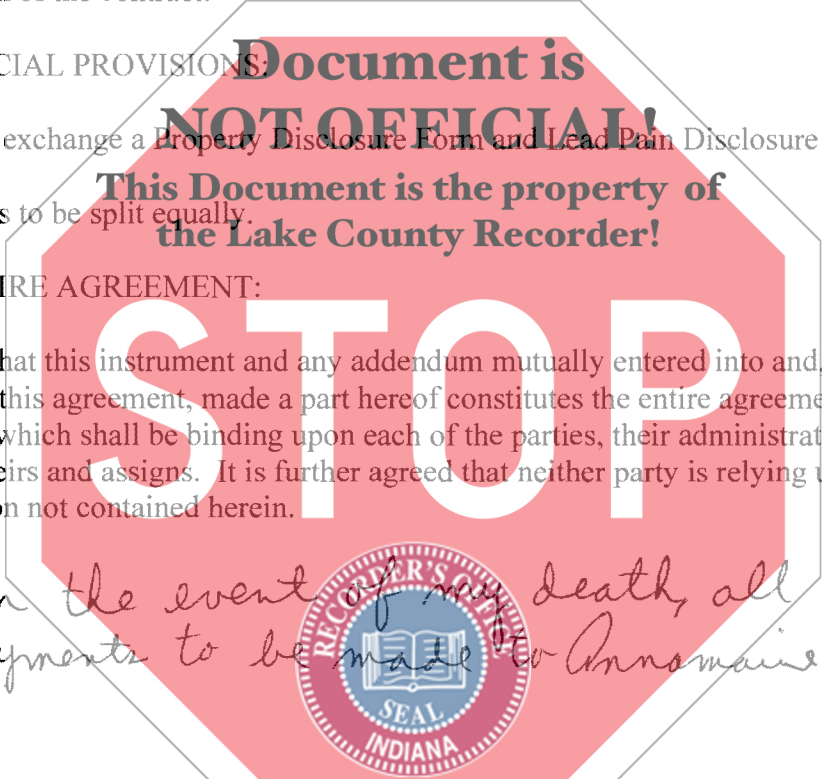 of the contract.
CIAL PROVISIONS:
Document is
NOT OFFICIAL!
exchange a Property Disclosure Form and Lead Pain Disclosure
This Document is the property of
s to be split equally.
the Lake County Recorder!
IRE AGREEMENT:
STOP
hat this instrument and any addendum mutually entered into and
this agreement, made a part hereof constitutes the entire agreeme
which shall be binding upon each of the parties, their administrat
eirs and assigns. It is further agreed that neither party is relying u
n not contained herein.
n the event of my death, all
yments to be made to Annamaire
RECORDER'S OFFICE
SEAL
INDIANA